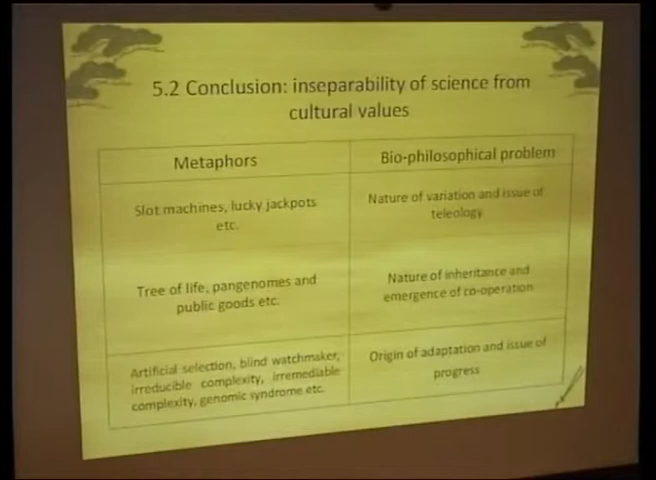 5.2 Conclusion: inseparability of science from
cultural values
Metaphors
Bio-philosophical problem
Slot machines, lucky jackpots
etc.
Nature of variation and issue of
teleology
Tree of life, pangenomes and
public goods etc.
Nature of inheritance and
emergence of co-operation
Artificial selection, blind watchmaker,
irreducible complexity, irremediable
complexity, genomic syndrome etc.
Origin of adaptation and issue of
progress